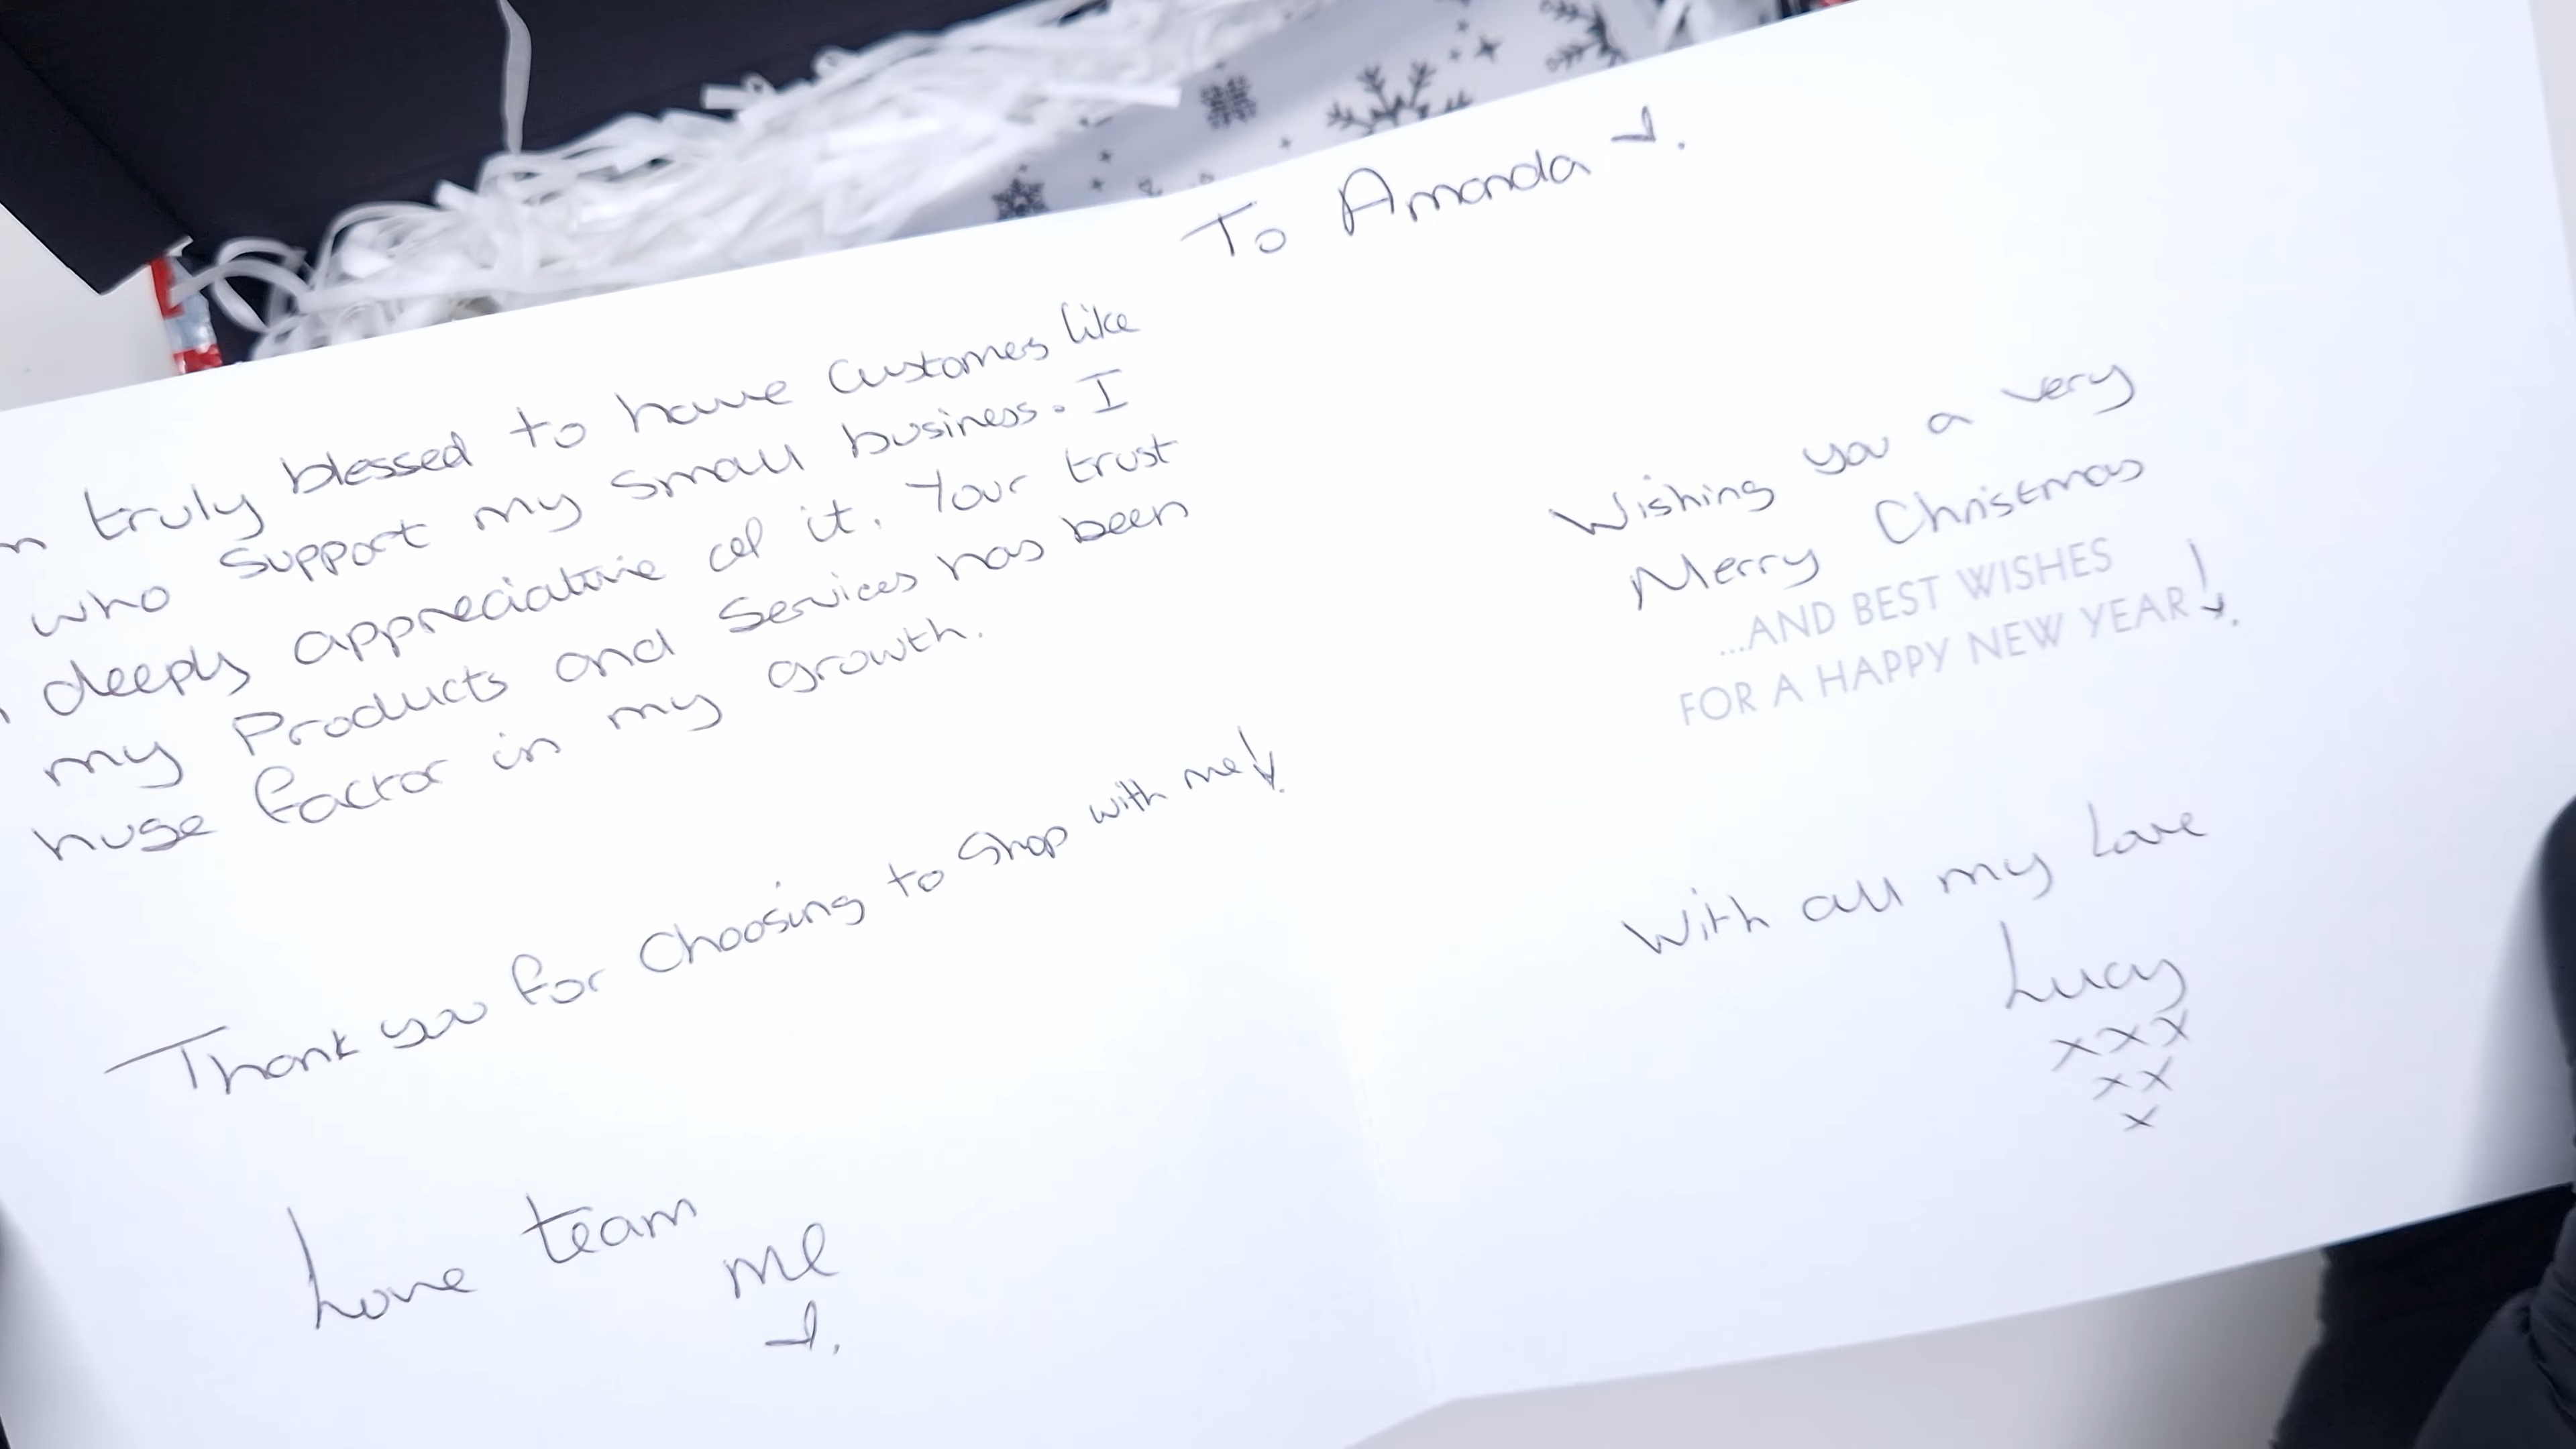 To Amanda
truly blessed to have Customes like
who Support my Small business. I
deeply appreciative of it. Your trust
my Products and Services has been
huge factor in my growth.
Thank you for Choosing to Shop with me!
Love team
me
Wishing you a very
Merry Christmas
...AND BEST WISHES
FOR A HAPPY NEW YEAR!
With all my Love
Lucy
xxx
xx
x